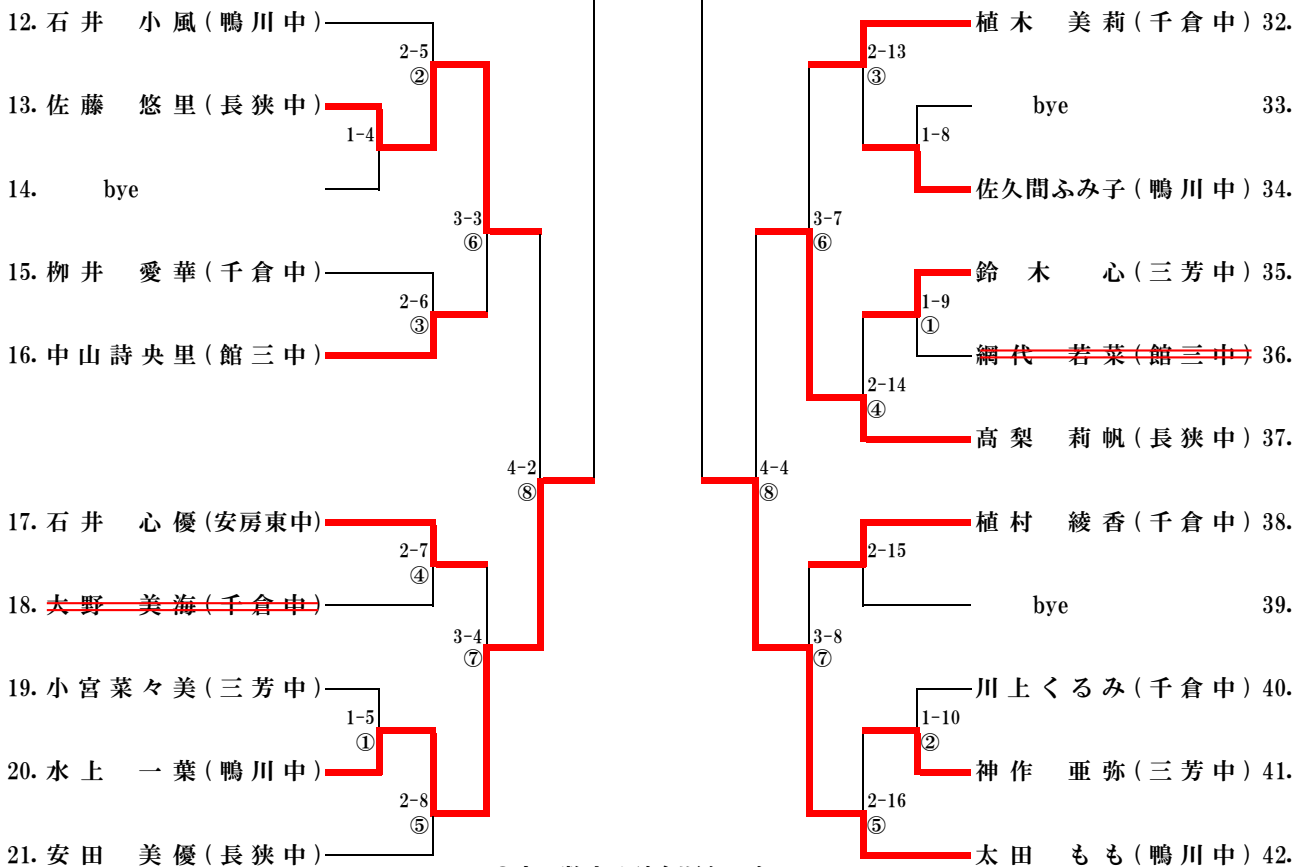 12. 石井 小風(鴨川中)
2-5
②
13. 佐藤 悠里(長狭中)
1-4
14. bye
3-3
⑥
15. 栁井 愛華(千倉中)
2-6
③
16. 中山詩央里(館三中)
4-2
⑧
17. 石井 心優(安房東中)
2-7
④
18. 大野 美海(千倉中)
3-4
⑦
19. 小宮菜々美(三芳中)
1-5
①
20. 水上 一葉(鴨川中)
2-8
⑤
21. 安田 美優(長狭中)
植木 美莉(千倉中) 32.
2-13
③
bye 33.
1-8
佐久間ふみ子(鴨川中) 34.
3-7
⑥
鈴木 心(三芳中) 35.
1-9
①
網代 若菜(館三中) 36.
2-14
④
高梨 莉帆(長狭中) 37.
4-4
⑧
植村 綾香(千倉中) 38.
2-15
bye 39.
3-8
⑦
川上くるみ(千倉中) 40.
1-10
②
神作 亜弥(三芳中) 41.
2-16
⑤
太田 もも(鴨川中) 42.